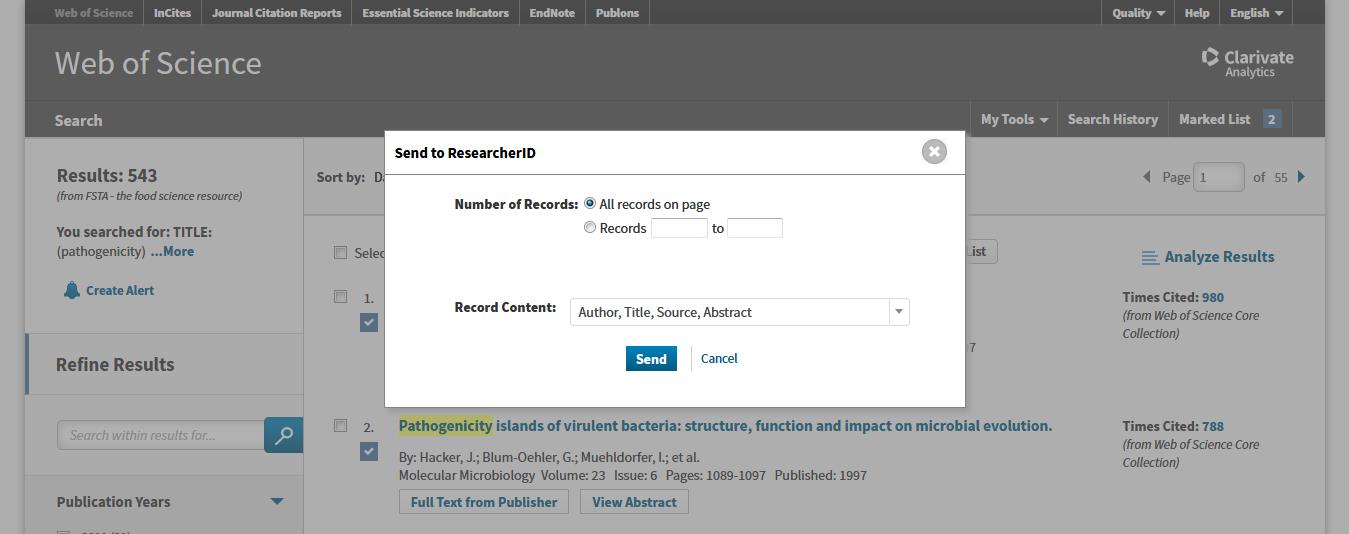 Web of Science InCites Journal Citation Reports Essential Science Indicators EndNote Publons Quality Help English
Web of Science
Clarivate
Analytics
Search My Tools Search History Marked List 2
Send to ResearcherID
Results: 543
(from FSTA - the food science resource)
Sort by:
Page 1 of 55
Number of Records: All records on page
Records to
You searched for: TITLE:
(pathogenicity) ...More
Analyze Results
Create Alert
1.
Times Cited: 980
(from Web of Science Core
Collection)
Record Content: Author, Title, Source, Abstract
Send Cancel
Refine Results
Search within results for...
2. Pathogenicity islands of virulent bacteria: structure, function and impact on microbial evolution.
By: Hacker, J.; Blum-Oehler, G.; Muehldorfer, I.; et al.
Molecular Microbiology Volume: 23 Issue: 6 Pages: 1089-1097 Published: 1997
Full Text from Publisher View Abstract
Times Cited: 788
(from Web of Science Core
Collection)
Publication Years